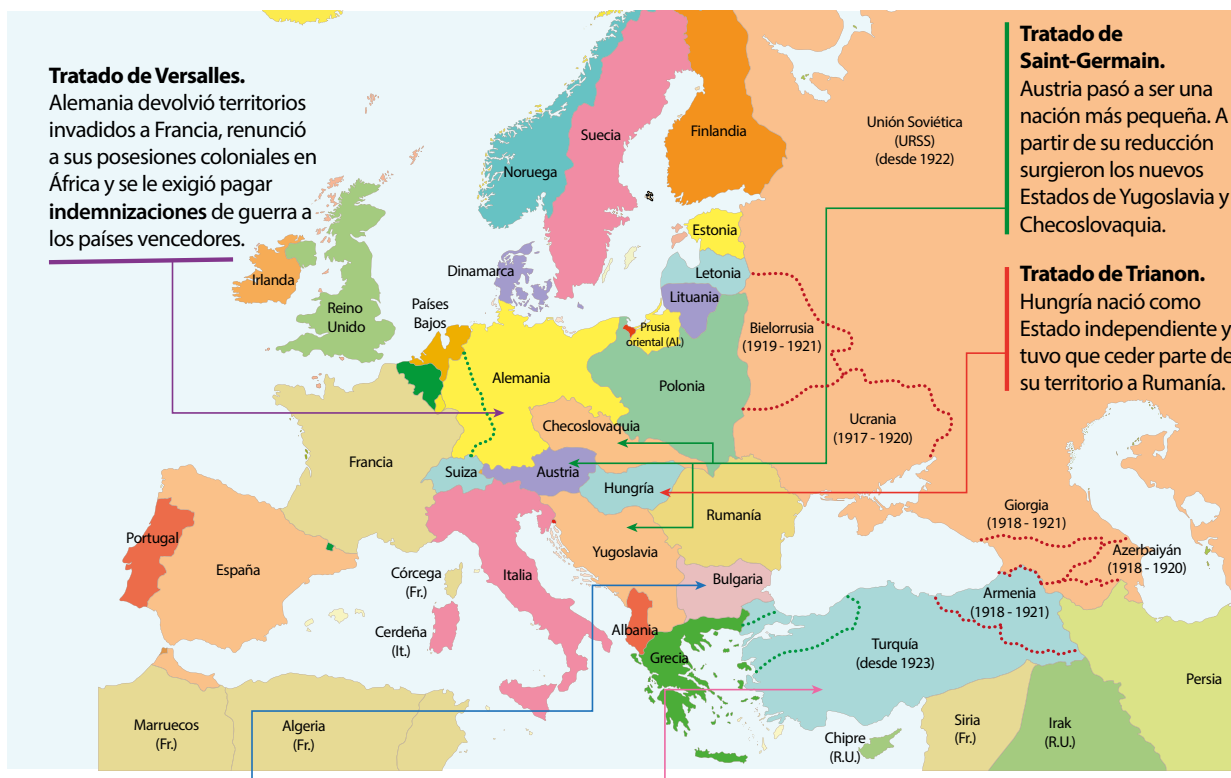 Tratado de Versalles.
Alemania devolvió territorios
invadidos a Francia, renunció
a sus posesiones coloniales en
África y se le exigió pagar
indemnizaciones de guerra a
los países vencedores.
Tratado de
Saint-Germain.
Austria pasó a ser una
nación más pequeña. A
partir de su reducción
surgieron los nuevos
Estados de Yugoslavia y
Checoslovaquia.
Tratado de Trianon.
Hungría nació como
Estado independiente y
tuvo que ceder parte de
su territorio a Rumanía.
Suecia
Finlandia
Unión Soviética
(URSS)
(desde 1922)
Noruega
Estonia
Letonia
Dinamarca
Lituania
Irlanda
Reino
Unido
Países
Bajos
Prusia
oriental (Al.)
Bielorrusia
(1919 - 1921)
Alemania
Polonia
Checoslovaquia
Ucrania
(1917 - 1920)
Francia
Suiza
Austria
Hungría
Rumanía
Giorgia
(1918 - 1921)
Azerbaiyán
(1918 - 1920)
Portugal
España
Yugoslavia
Italia
Córcega
(Fr.)
Bulgaria
Armenia
(1918 - 1921)
Cerdeña
(It.)
Albania
Grecia
Turquía
(desde 1923)
Persia
Marruecos
(Fr.)
Algeria
(Fr.)
Chipre
(R.U.)
Siria
(Fr.)
Irak
(R.U.)